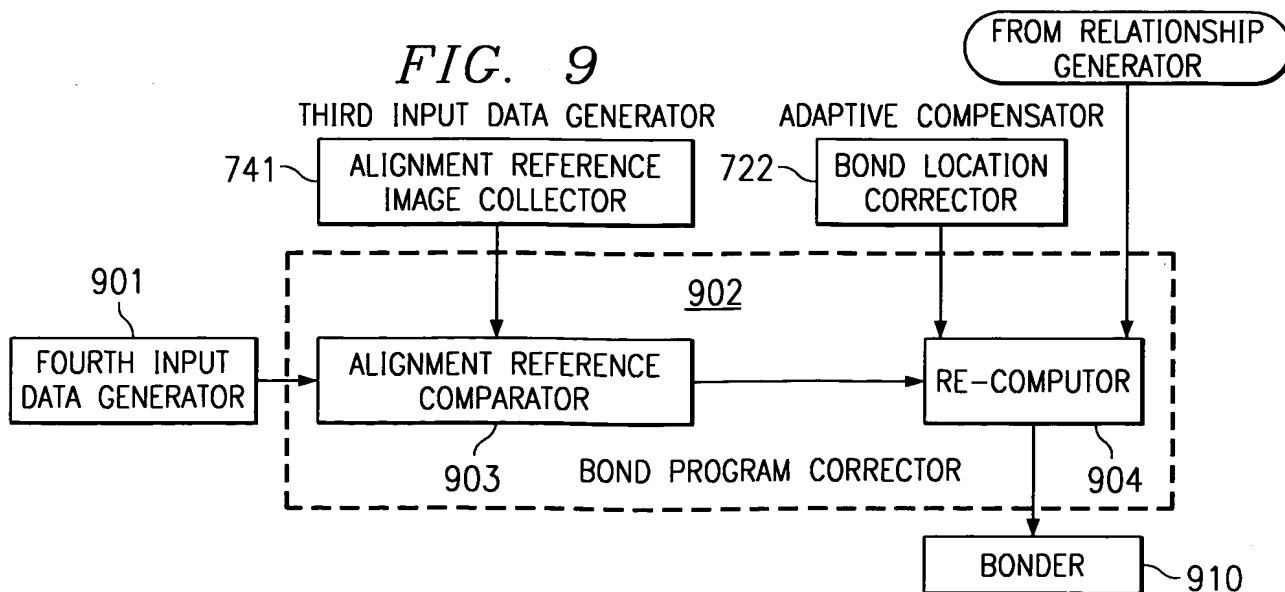 FROM RELATIONSHIP
GENERATOR
FIG. 9
THIRD INPUT DATA GENERATOR
ADAPTIVE COMPENSATOR
741
ALIGNMENT REFERENCE
IMAGE COLLECTOR
722
BOND LOCATION
CORRECTOR
901
902
FOURTH INPUT
DATA GENERATOR
ALIGNMENT REFERENCE
COMPARATOR
RE-COMPUTOR
903
BOND PROGRAM CORRECTOR
904
BONDER
910